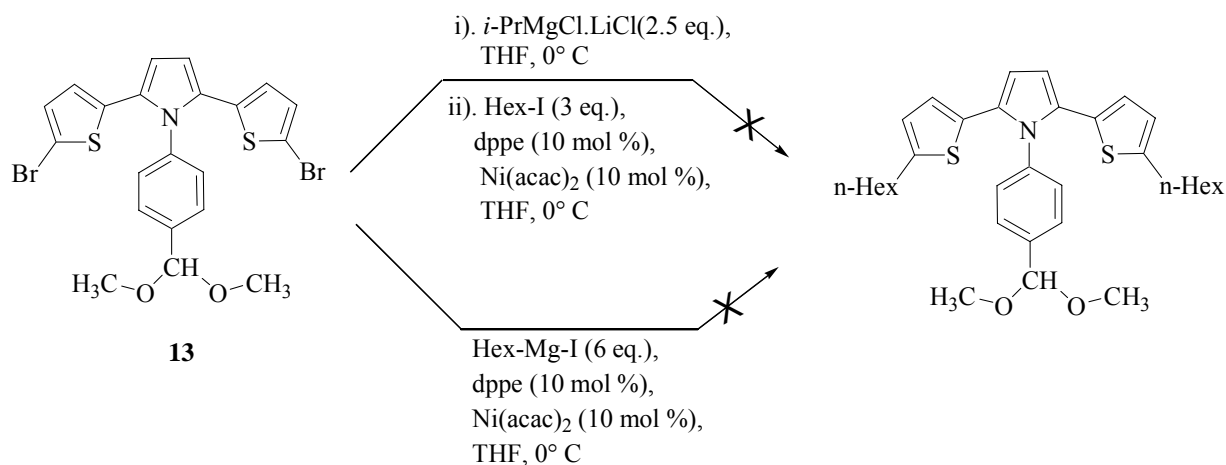 i). i-PrMgCl.LiCl(2.5 eq.),
THF, 0° C
ii). Hex-I (3 eq.),
dppe (10 mol %),
Ni(acac)2 (10 mol %),
THF, 0° C
S
N
S
Br
Br
CH
H3C
O
O
CH3
13
Hex-Mg-I (6 eq.),
dppe (10 mol %),
Ni(acac)2 (10 mol %),
THF, 0° C
S
N
S
n-Hex
n-Hex
CH
H3C
O
O
CH3